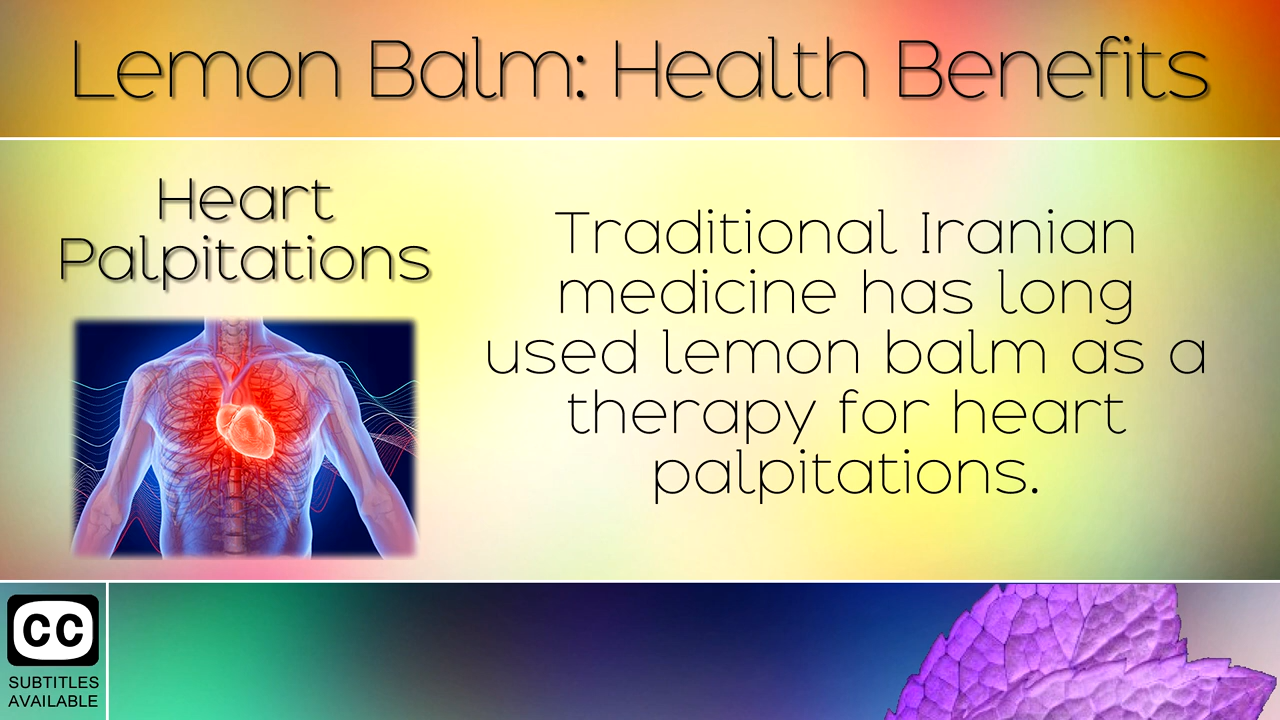 Lemon Balm: Health Benefits
Heart
Palpitations
Traditional Iranian
medicine has long
used lemon balm as a
therapy for heart
palpitations.
CC
SUBTITLES
AVAILABLE